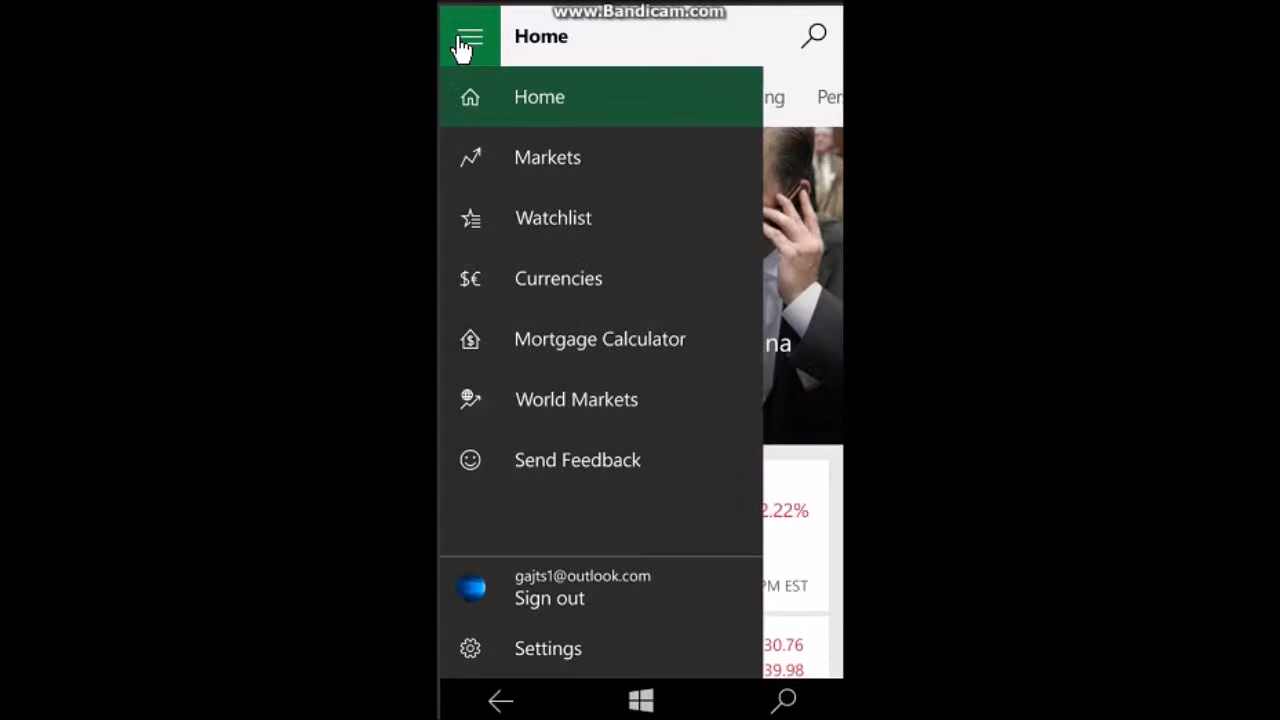 www.Bandicam.com
Home
Home
ng
Per
Markets
Watchlist
$€ Currencies
Mortgage Calculator
na
World Markets
Send Feedback
2.22%
gajts1@outlook.com
PM EST
Sign out
30.76
Settings
39.98